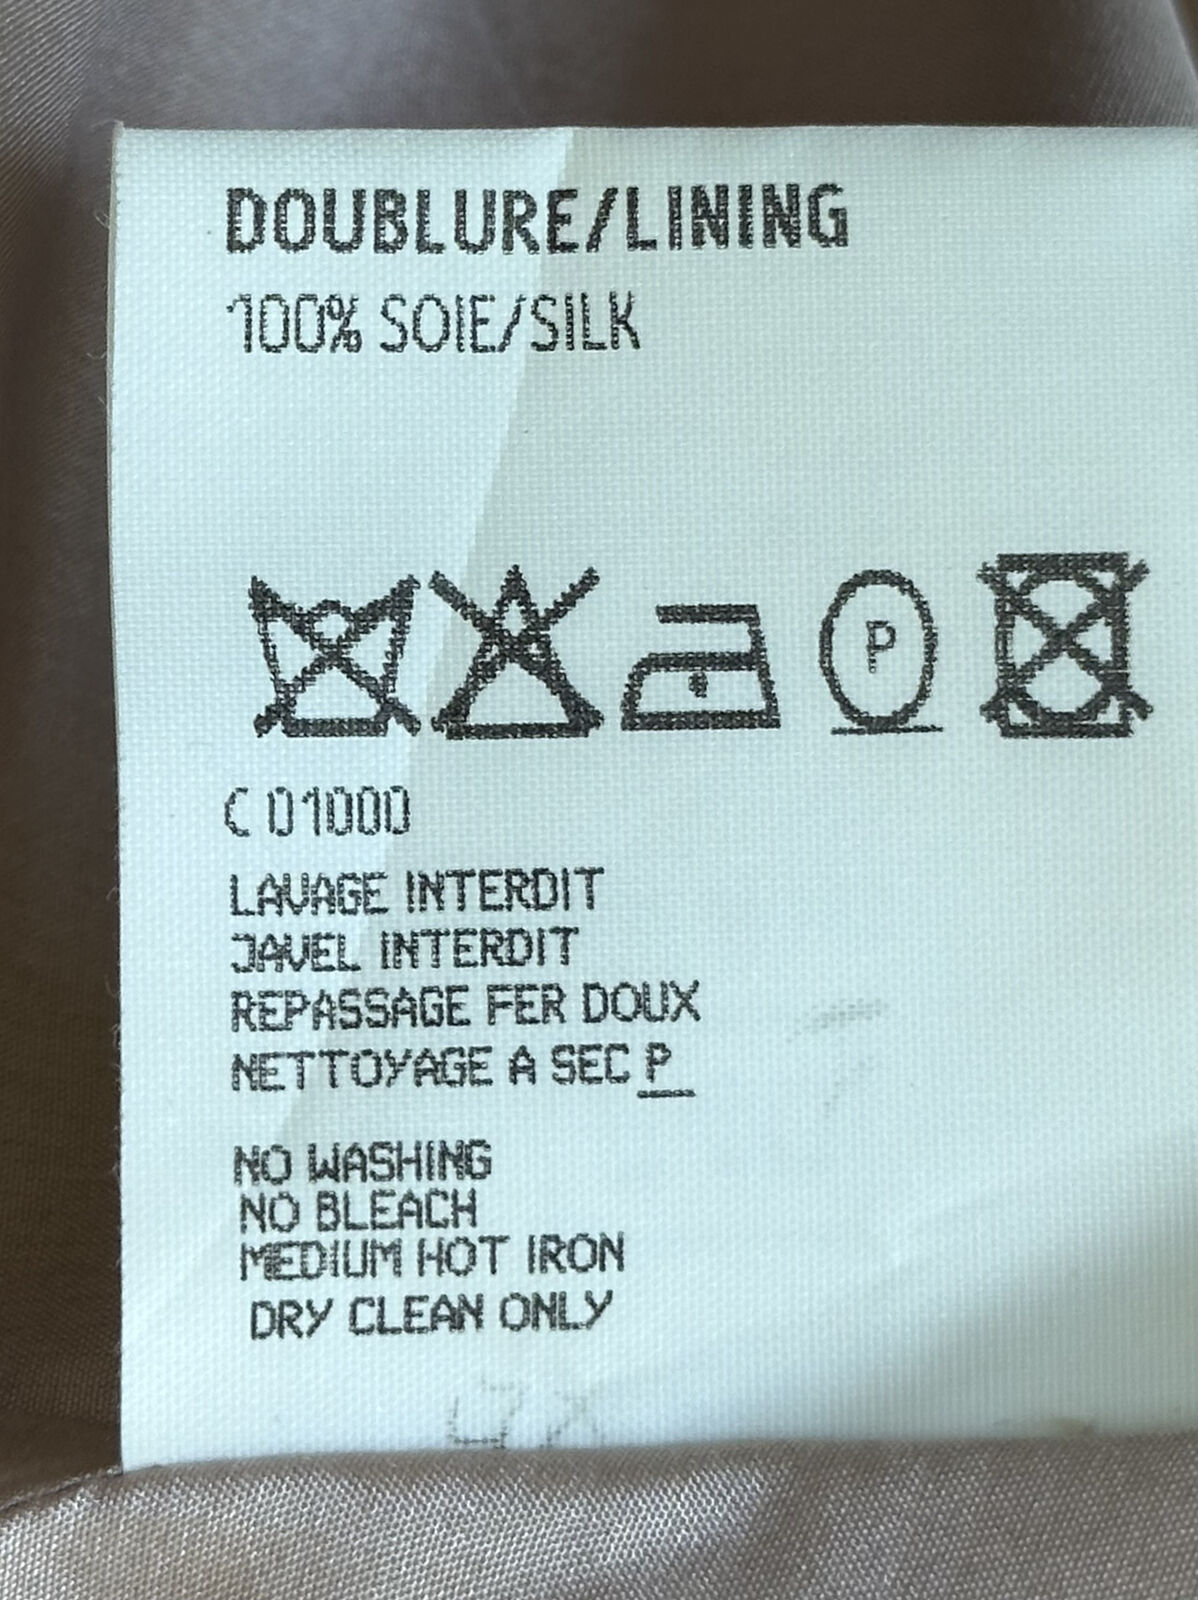 DOUBLURE/LINING
100% SOIE/SILK
P
C 01000
LAVAGE INTERDIT
JAVEL INTERDIT
REPASSAGE FER DOUX
NETTOYAGE A SEC P
NO WASHING
NO BLEACH
MEDIUM HOT IRON
DRY CLEAN ONLY